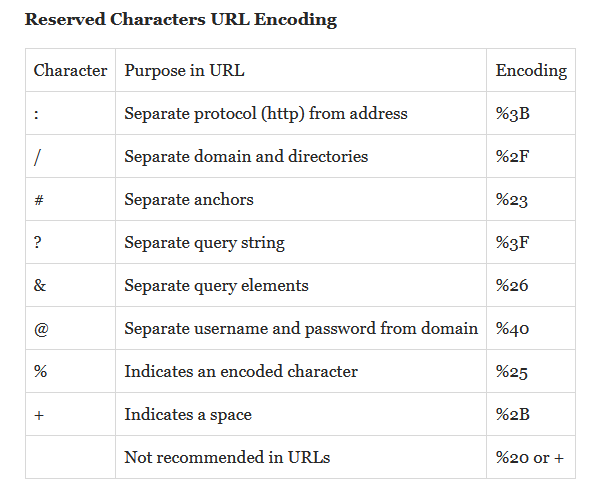 Reserved Characters URL Encoding
Character Purpose in URL Encoding
: Separate protocol (http) from address %3B
/ Separate domain and directories %2F
# Separate anchors %23
? Separate query string %3F
& Separate query elements %26
@ Separate username and password from domain %40
% Indicates an encoded character %25
+ Indicates a space %2B
Not recommended in URLs %20 or +